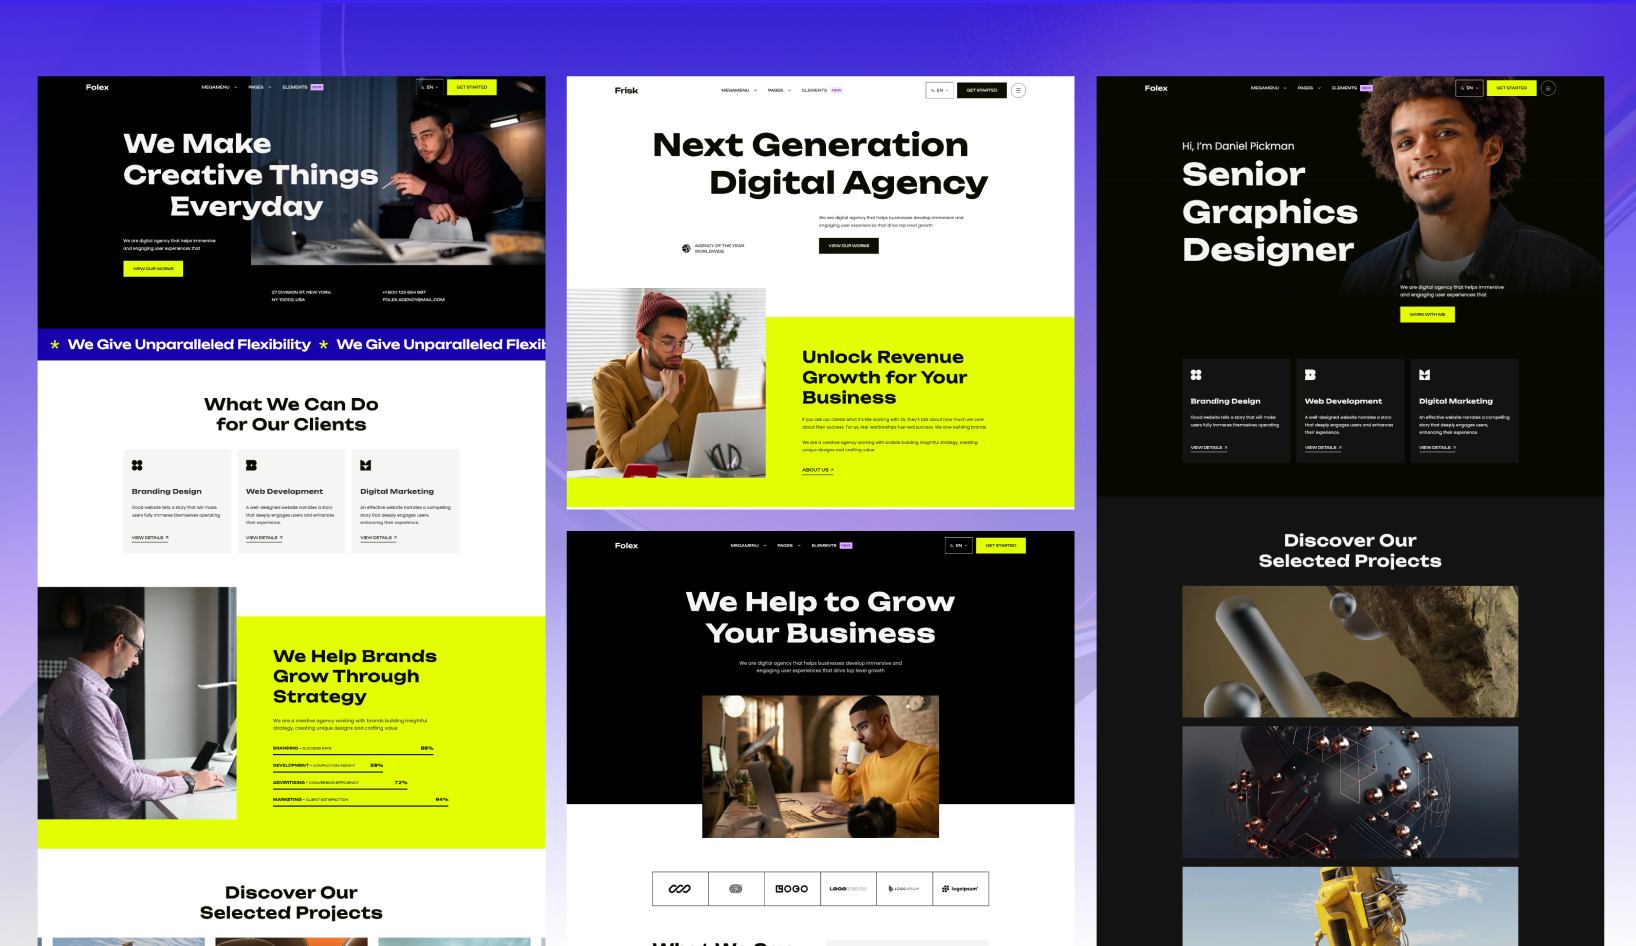 Folex
MEGAMENU
PAGES
ELEMENTS
NEW
EN
GET STARTED
We Make
Creative Things
Everyday
We are digital agency that helps immersive
and engaging user experiences that
VIEW OUR WORKS
27 DIVISION ST, NEW YORK,
NY 10002, USA
+1 800 123 654 987
FOLEX.AGENCY@MAIL.COM
* We Give Unparalleled Flexibility * We Give Unparalleled Flexib
What We Can Do
for Our Clients
Branding Design
Good website tells a story that will make
users fully immerse themselves operating
VIEW DETAILS
Web Development
A well-designed website narrates a story
that deeply engages users and enhances
their experience.
VIEW DETAILS
Digital Marketing
An effective website narrates a compelling
story that deeply engages users,
enhancing their experience.
VIEW DETAILS
We Help Brands
Grow Through
Strategy
We are a creative agency working with brands building insightful
strategy, creating unique designs and crafting value
BRANDING – SUCCESS RATE 86%
DEVELOPMENT – COMPLETION INSIGHT 59%
ADVERTISING – CONVERSION EFFICIENCY 72%
MARKETING – CLIENT SATISFACTION 94%
Discover Our
Selected Projects
Frisk
MEGAMENU
PAGES
ELEMENTS
NEW
EN
GET STARTED
Next Generation
Digital Agency
We are digital agency that helps businesses develop immersive and
engaging user experiences that drive top level growth
AGENCY OF THE YEAR
WORLDWIDE
VIEW OUR WORKS
Unlock Revenue
Growth for Your
Business
If you ask our clients what it's like working with 36, they'll talk about how much we care
about their success. For us, real relationships fuel real success. We love building brands.
We are a creative agency working with brands building insightful strategy, creating
unique designs and crafting value
ABOUT US
Folex
MEGAMENU
PAGES
ELEMENTS
NEW
EN
GET STARTED
We Help to Grow
Your Business
We are digital agency that helps businesses develop immersive and
engaging user experiences that drive top level growth
LOGO
LOGO
LOGOIPSUM
logoipsum
What We Can
Folex
MEGAMENU
PAGES
ELEMENTS
NEW
EN
GET STARTED
Hi, I'm Daniel Pickman
Senior
Graphics
Designer
We are digital agency that helps immersive
and engaging user experiences that
WORK WITH ME
Branding Design
Good website tells a story that will make
users fully immerse themselves operating
VIEW DETAILS
Web Development
A well-designed website narrates a story
that deeply engages users and enhances
their experience.
VIEW DETAILS
Digital Marketing
An effective website narrates a compelling
story that deeply engages users,
enhancing their experience.
VIEW DETAILS
Discover Our
Selected Projects